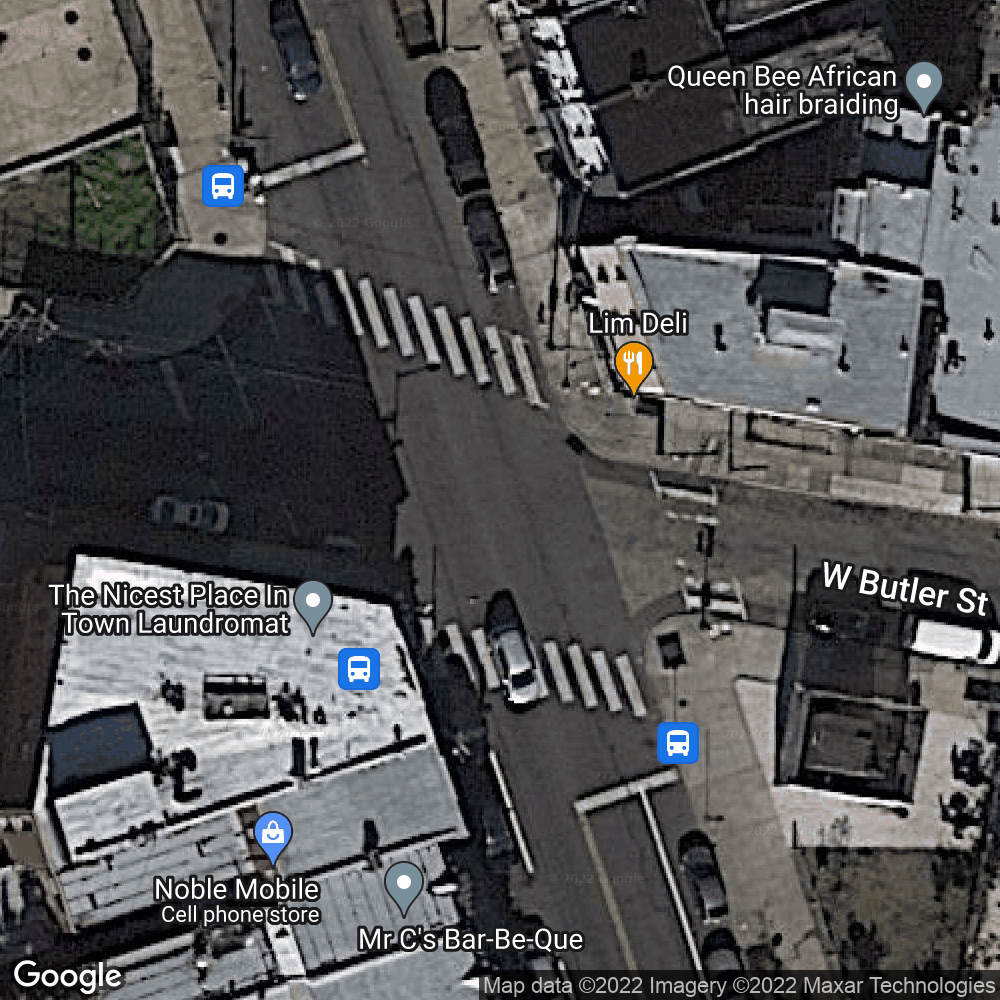 Queen Bee African
hair braiding
Lim Deli
W Butler St
The Nicest Place In
Town Laundromat
Noble Mobile
Cell phone store
Mr C's Bar-Be-Que
Google
Map data ©2022 Imagery ©2022 Maxar Technologies